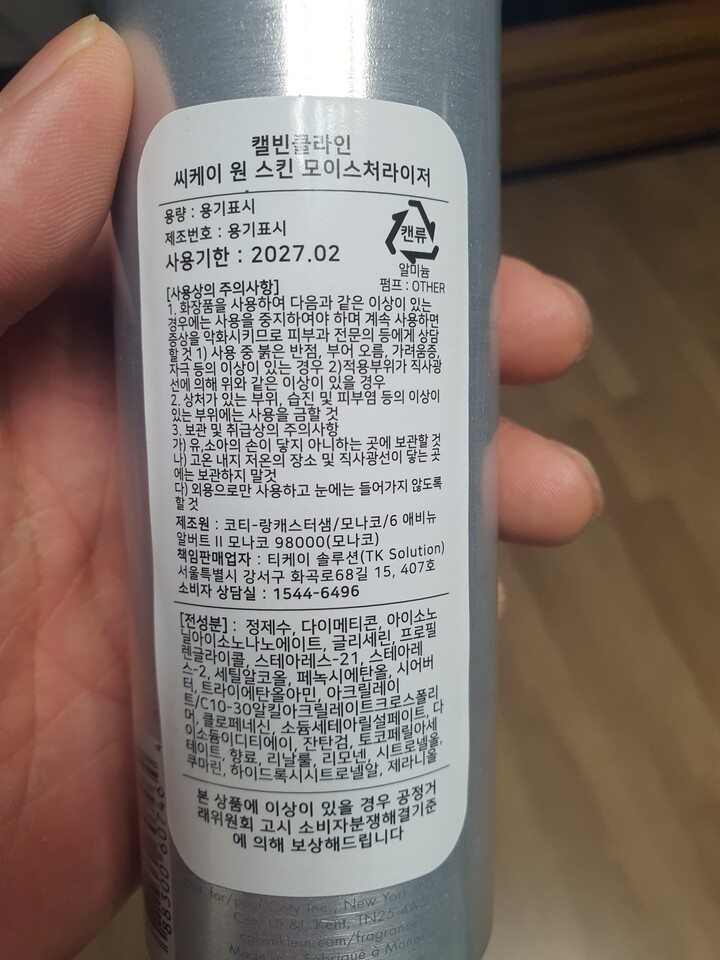 캘빈클라인
씨케이 원 스킨 모이스처라이저
용량 : 용기표시
제조번호 : 용기표시
사용기한 : 2027.02
캔류
알미늄
펌프 : OTHER
[사용상의 주의사항]
1. 화장품을 사용하여 다음과 같은 이상이 있는
경우에는 사용을 중지하여야 하며 계속 사용하면
증상을 악화시키므로 피부과 전문의 등에게 상담
할 것 1) 사용 중 붉은 반점, 부어 오름, 가려움증,
자극 등의 이상이 있는 경우 2)적용부위가 직사광
선에 의해 위와 같은 이상이 있을 경우
2. 상처가 있는 부위, 습진 및 피부염 등의 이상이
있는 부위에는 사용을 금할 것
3. 보관 및 취급상의 주의사항
가) 유,소아의 손이 닿지 아니하는 곳에 보관할 것
나) 고온 내지 저온의 장소 및 직사광선이 닿는 곳
에는 보관하지 말것
다) 외용으로만 사용하고 눈에는 들어가지 않도록
할 것
제조원 : 코티-랑캐스터샘/모나코/6 애비뉴
알버트 II 모나코 98000(모나코)
책임판매업자 : 티케이 솔루션(TK Solution)
서울특별시 강서구 화곡로68길 15, 407호
소비자 상담실 : 1544-6496
[전성분] : 정제수, 다이메티콘, 아이소노
닐아이소노나노에이트, 글리세린, 프로필
렌글라이콜, 스테아레스-21, 스테아레
스-2, 세틸알코올, 페녹시에탄올, 시어버
터, 트라이에탄올아민, 아크릴레이
트/C10-30알킬아크릴레이트크로스폴리
머, 클로페네신, 소듐세테아릴설페이트, 다
이소듐이디티에이, 잔탄검, 토코페릴아세
테이트, 향료, 리날룰, 리모넨, 시트로넬올,
쿠마린, 하이드록시시트로넬알, 제라니올
본 상품에 이상이 있을 경우 공정거
래위원회 고시 소비자분쟁해결기준
에 의해 보상해드립니다
Coty Inc., New York
Kent, TN25
calvinklein.com/fragrances
Made in / Fabriqué à Monaco